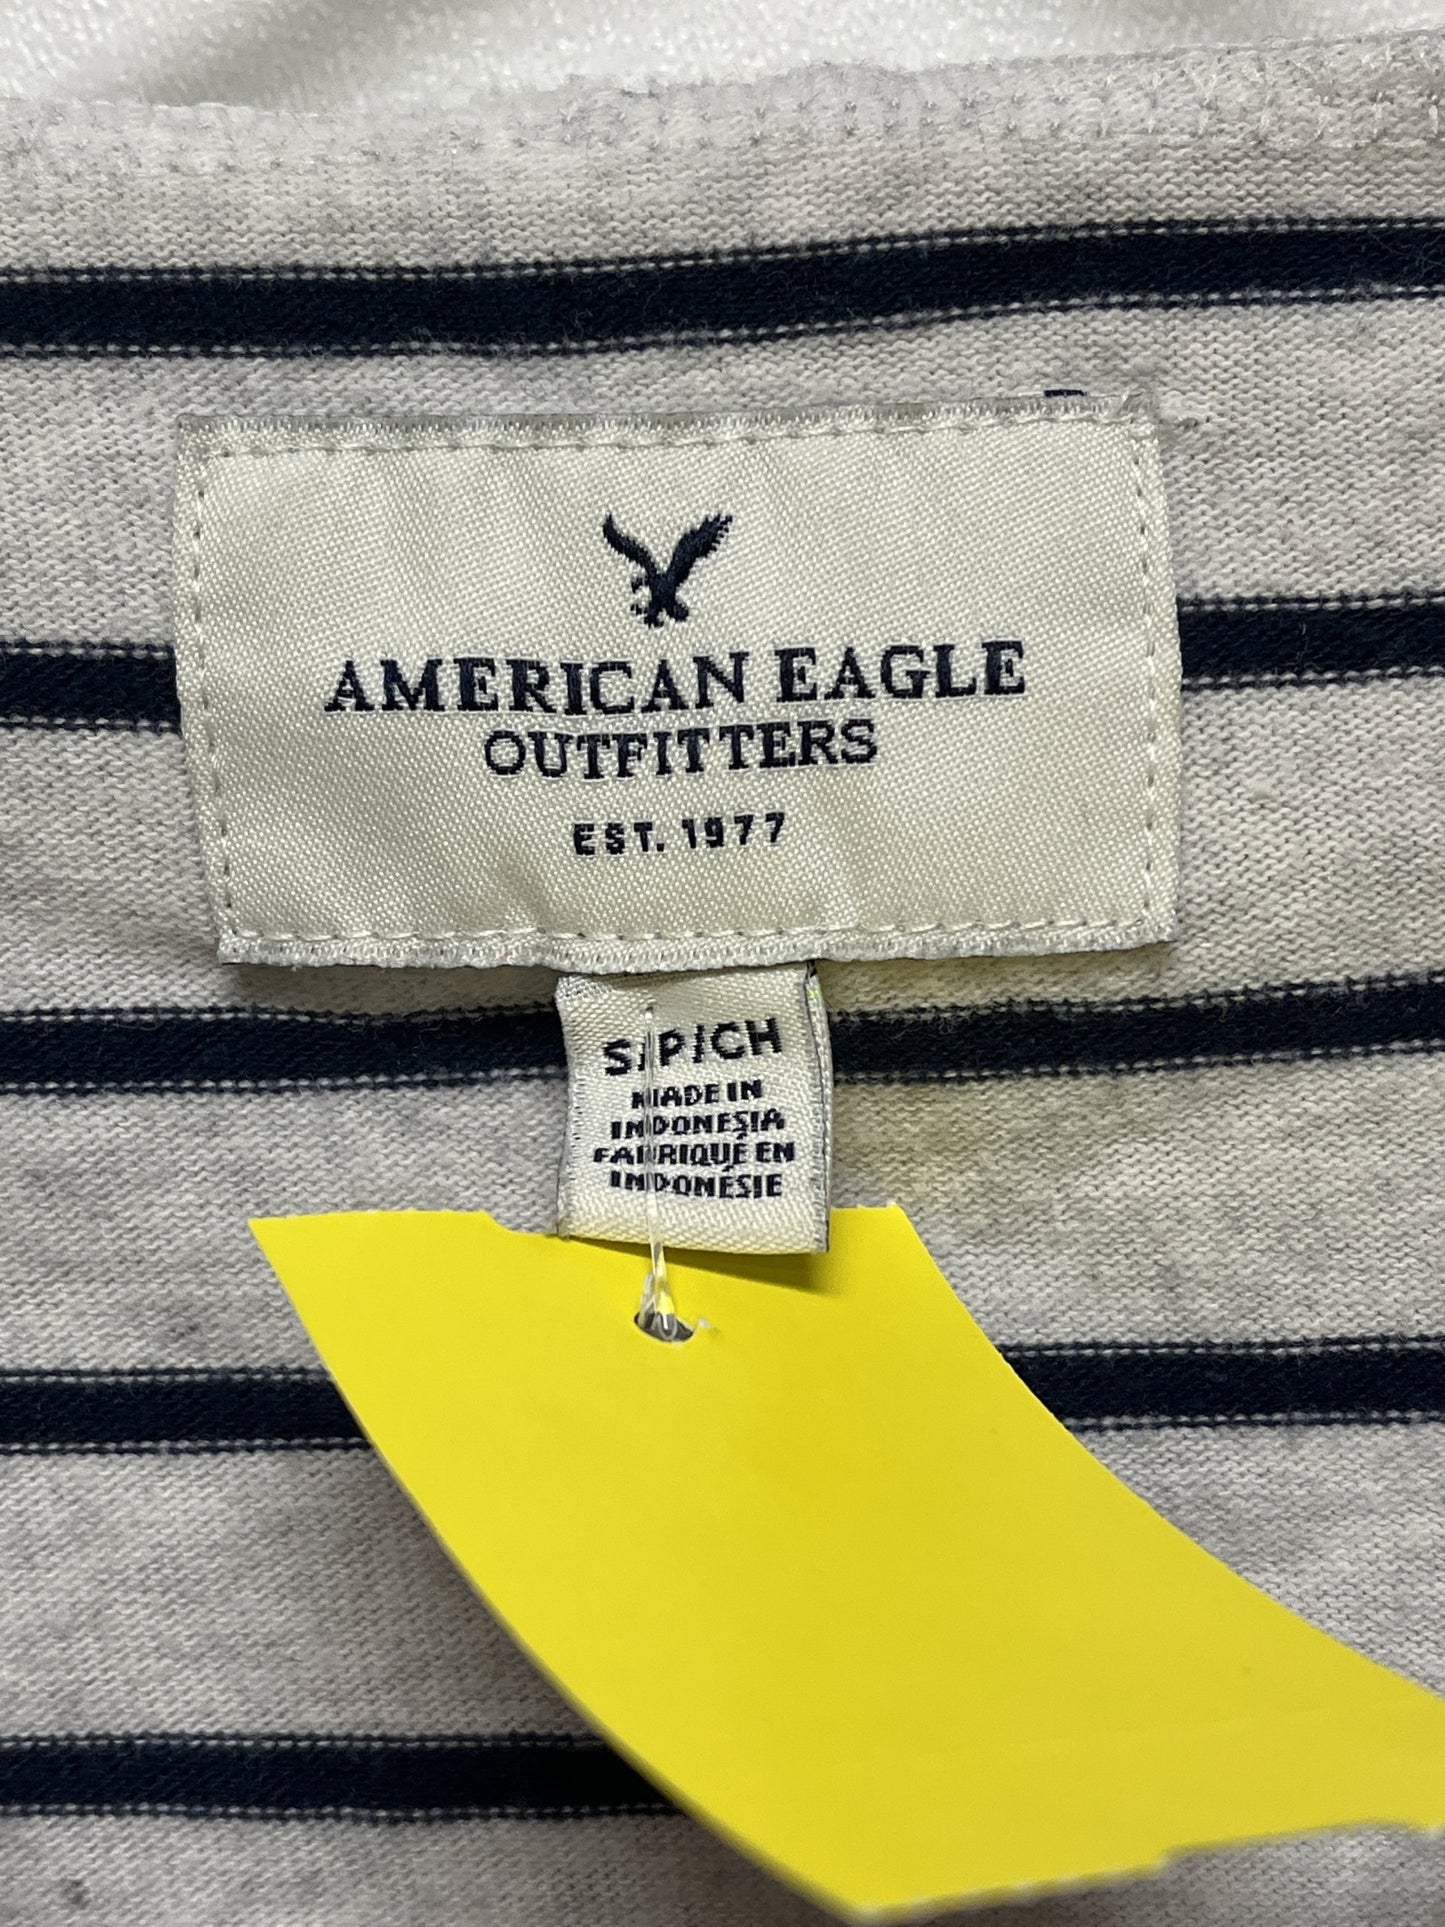 AMERICAN EAGLE
OUTFITTERS
EST. 1977
S/P/CH
MADE IN
INDONESIA
FABRIQUÉ EN
INDONÉSIE